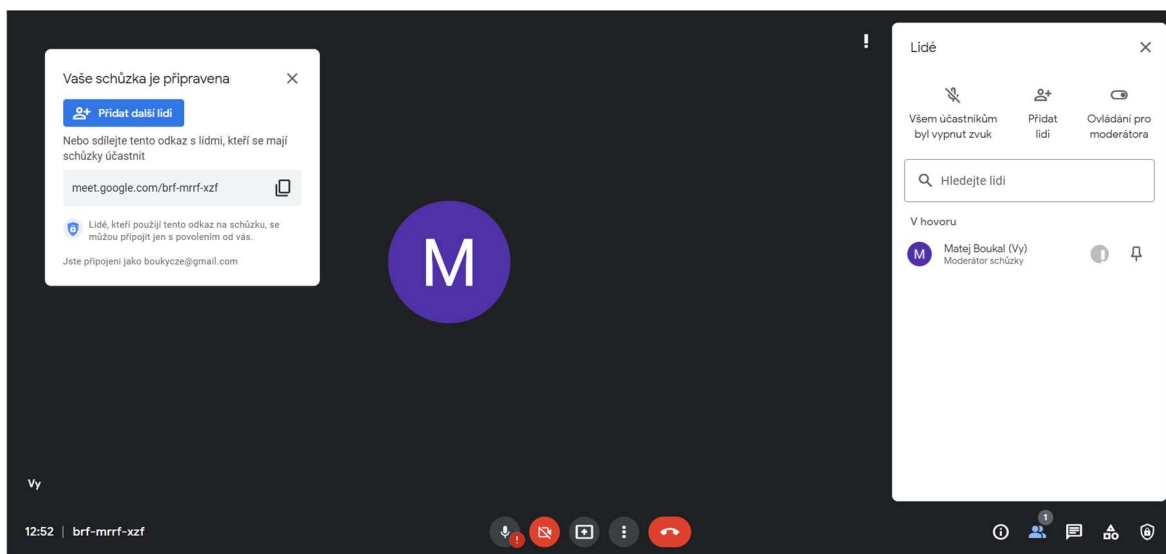 Vaše schůzka je připravena
Přidat další lidi
Nebo sdílejte tento odkaz s lidmi, kteří se mají
schůzky účastnit
meet.google.com/brf-mrrf-xzf
Lidé, kteří použijí tento odkaz na schůzku, se
můžou připojit jen s povolením od vás.
Jste připojeni jako boukycze@gmail.com
M
Vy
12:52 | brf-mrrf-xzf
!
!
Lidé
Všem účastníkům
byl vypnut zvuk
Přidat
lidi
Ovládání pro
moderátora
Hledejte lidi
V hovoru
M
Matej Boukal (Vy)
Moderátor schůzky
1